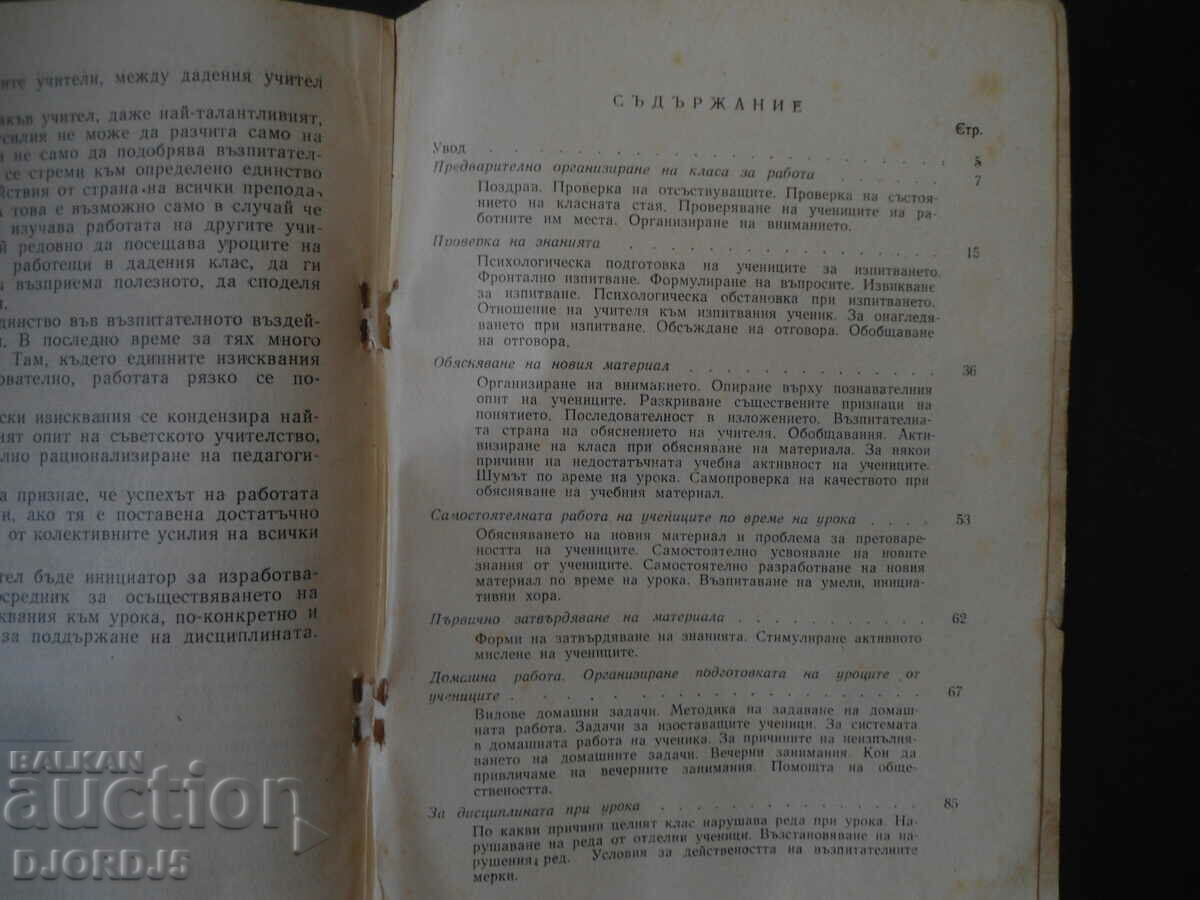 ите учители, между дадения учител
акъв учител, даже най-талантливият,
усилия не може да разчита само на
а не само да подобрява възпитател-
се стреми към определено единство
йствия от страна на всички препода-
а това е възможно само в случай че
изучава работата на другите учи-
й редовно да посещава уроците на
работещи в дадения клас, да ги
възприема полезното, да споделя
и.
динство във възпитателното въздей-
и. В последно време за тях много
Там, където единните изисквания
ователно, работата рязко се по-
ски изисквания се кондензира най-
ният опит на съветското учителство,
ално рационализиране на педагоги-
а признае, че успехът на работата
и, ако тя е поставена достатъчно
от колективните усилия на всички
тел бъде инициатор за изработва-
осредник за осъществяването на
сквания към урока, по-конкретно и
за поддържане на дисциплината.
СЪДЪРЖАНИЕ
Стр.
Увод . . . . . . . . . . . . . . . . . 5
Предварително организиране на класа за работа . . . . . . 7
Поздрав. Проверка на отсъствуващите. Проверка на състоя-
нието на класната стая. Проверяване на учениците на ра-
ботните им места. Организиране на вниманието.
Проверка на знанията . . . . . . . . . . . . . 15
Психологическа подготовка на учениците за изпитването.
Фронтално изпитване. Формулиране на въпросите. Извикване
за изпитване. Психологическа обстановка при изпитването.
Отношение на учителя към изпитвания ученик. За онагледя-
ването при изпитване. Обсъждане на отговора. Обобщаване
на отговора.
Обясняване на новия материал . . . . . . . . . . . 36
Организиране на вниманието. Опиране върху познавателния
опит на учениците. Разкриване съществените признаци на
понятието. Последователност в изложението. Възпитателна-
та страна на обяснението на учителя. Обобщавания. Акти-
визиране на класа при обясняване на материала. За някои
причини на недостатъчната учебна активност на учениците.
Шумът по време на урока. Самопроверка на качеството при
обясняване на учебния материал.
Самостоятелната работа на учениците по време на урока . . . . 53
Обясняването на новия материал и проблема за претоваре-
ността на учениците. Самостоятелно усвояване на новите
знания от учениците. Самостоятелно разработване на новия
материал по време на урока. Възпитаване на умели, инициа-
тивни хора.
Първично затвърдяване на материала . . . . . . . . . . 62
Форми на затвърдяване на знанията. Стимулиране активното
мислене на учениците.
Домашна работа. Организиране подготовката на уроците от
учениците . . . . . . . . . . . . . . . . . 67
Видове домашни задачи. Методика на задаване на домаш-
ната работа. Задачи за изоставащите ученици. За системата
в домашната работа на ученика. За причините на неизпълня-
ването на домашните задачи. Вечерни занимания. Кои да
привличаме на вечерните занимания. Помощта на обще-
ствеността.
За дисциплината при урока . . . . . . . . . . . . 85
По какви причини целият клас нарушава реда при урока. На-
рушаване на реда от отделни ученици. Възстановяване на на-
рушения ред. Условия за действеността на възпитателните
мерки.
BALKAN
auction
DJORDJ5